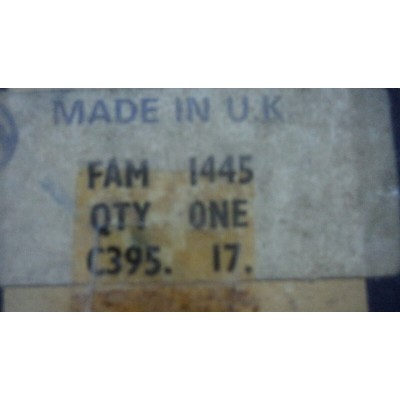 MADE IN U.K
FAM 1445
QTY ONE
C395. 17.